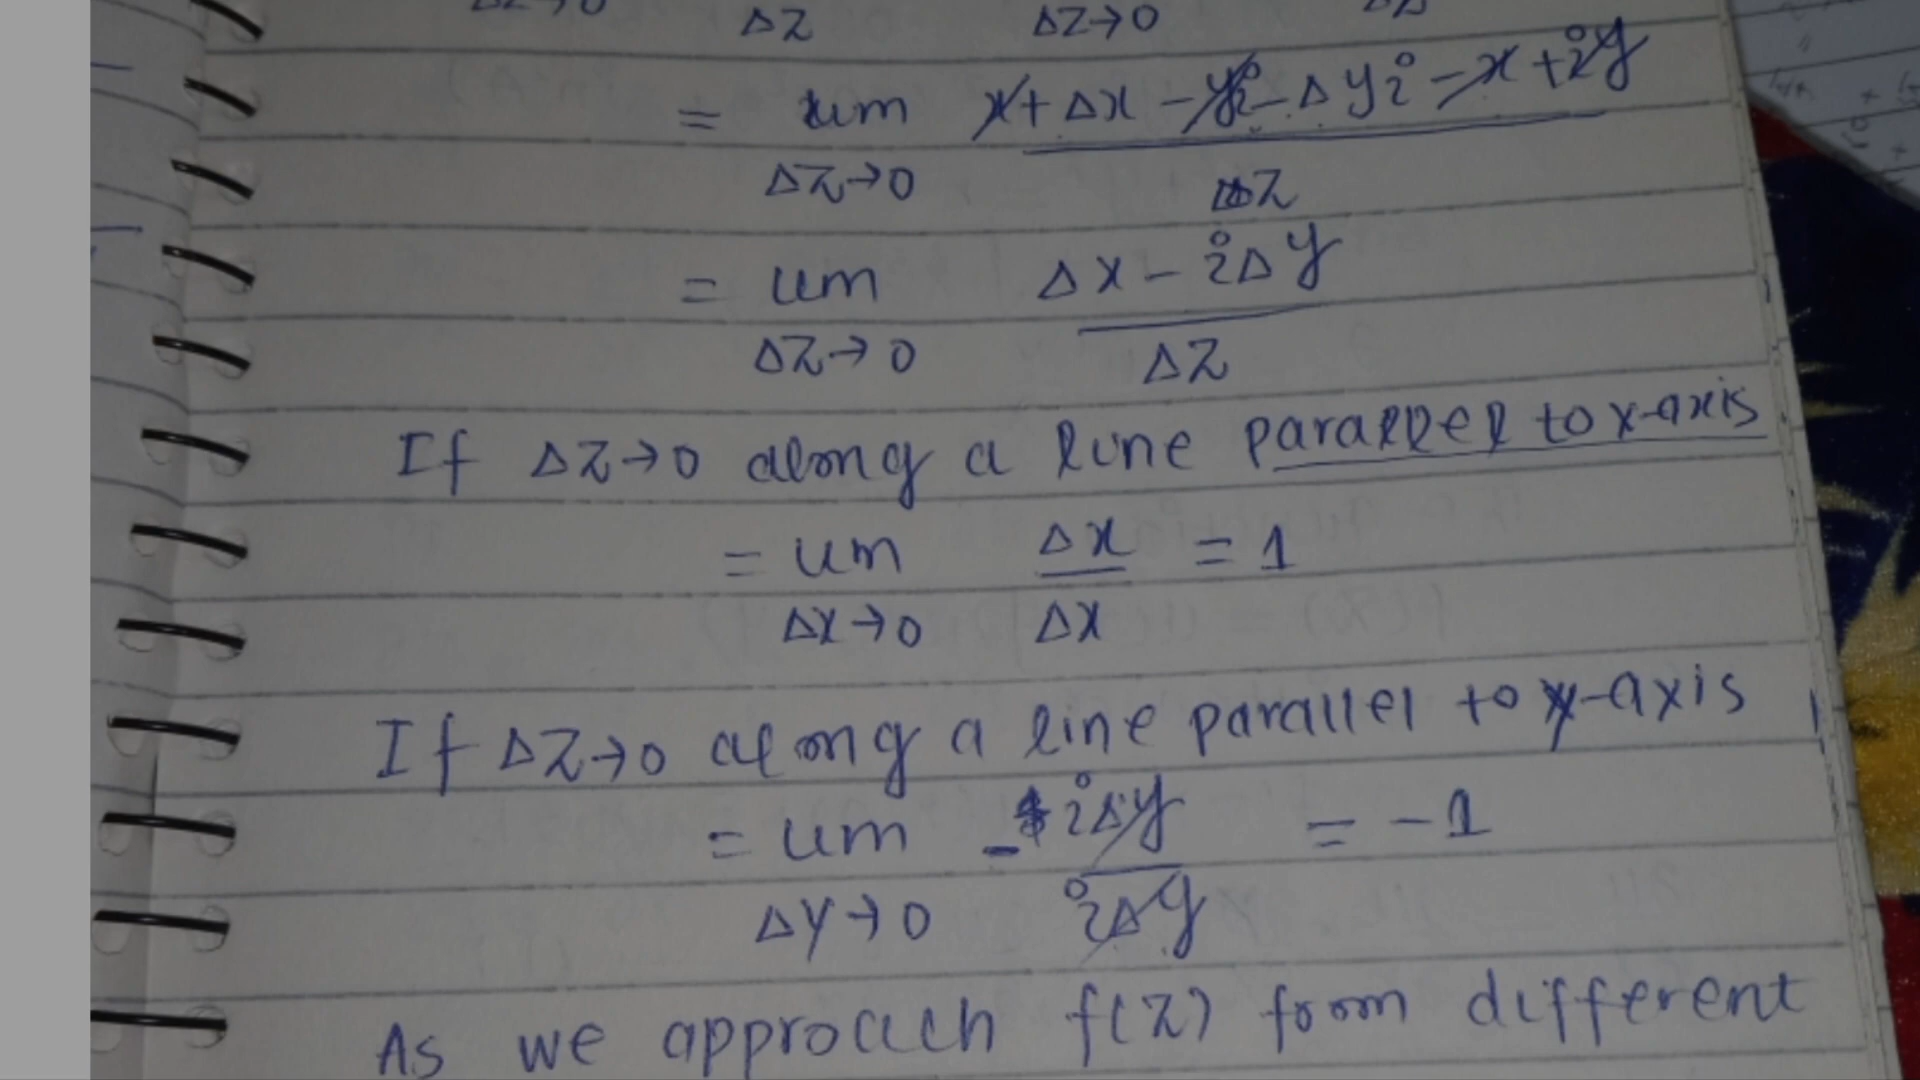 ΔZ ΔZ→0
= lim x+Δx-yi-Δyi-x+iy
ΔZ→0 ΔZ
= lim Δx-iΔy
ΔZ→0 ΔZ
If ΔZ→0 along a line parallel to x-axis
= lim Δx = 1
Δx→0 Δx
If ΔZ→0 along a line parallel to y-axis
= lim -iΔy = -1
Δy→0 iΔy
As we approach f(z) from different